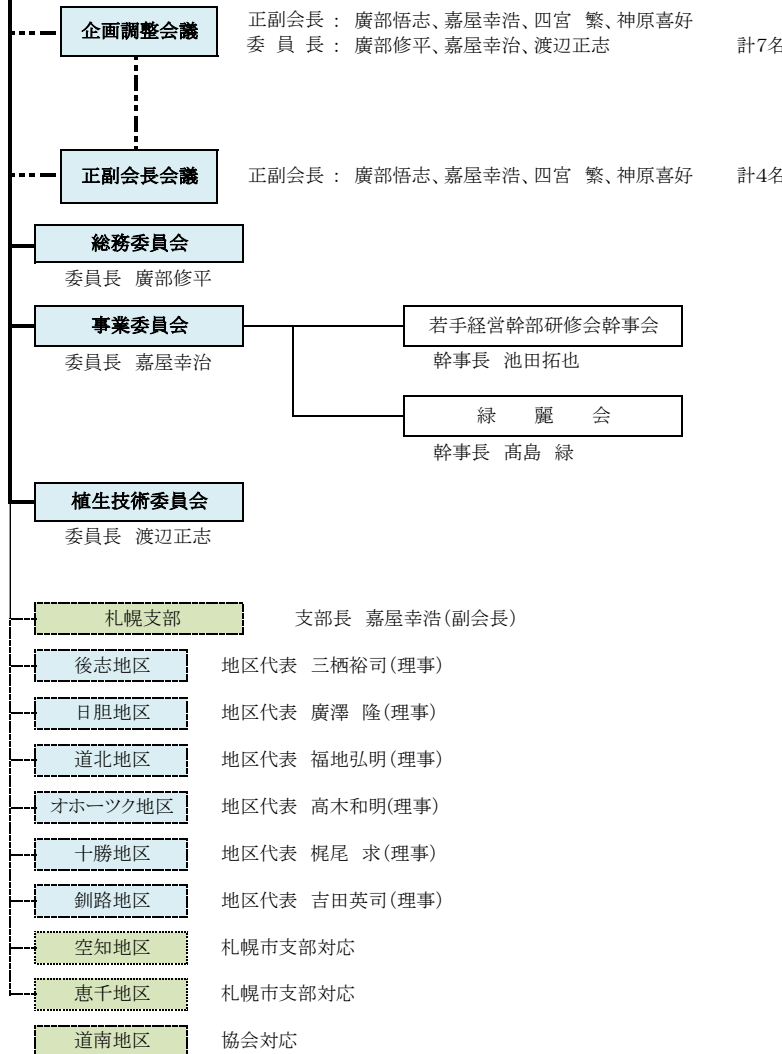 企画調整会議 正副会長 : 廣部悟志、嘉屋幸浩、四宮 繁、神原喜好
委 員 長 : 廣部修平、嘉屋幸治、渡辺正志 計7名
正副会長会議 正副会長 : 廣部悟志、嘉屋幸浩、四宮 繁、神原喜好 計4名
総務委員会
委員長 廣部修平
事業委員会 若手経営幹部研修会幹事会
委員長 嘉屋幸治 幹事長 池田拓也
緑 麗 会
幹事長 髙島 緑
植生技術委員会
委員長 渡辺正志
札幌支部 支部長 嘉屋幸浩(副会長)
後志地区 地区代表 三栖裕司(理事)
日胆地区 地区代表 廣澤 隆(理事)
道北地区 地区代表 福地弘明(理事)
オホーツク地区 地区代表 高木和明(理事)
十勝地区 地区代表 梶尾 求(理事)
釧路地区 地区代表 吉田英司(理事)
空知地区 札幌市支部対応
恵千地区 札幌市支部対応
道南地区 協会対応